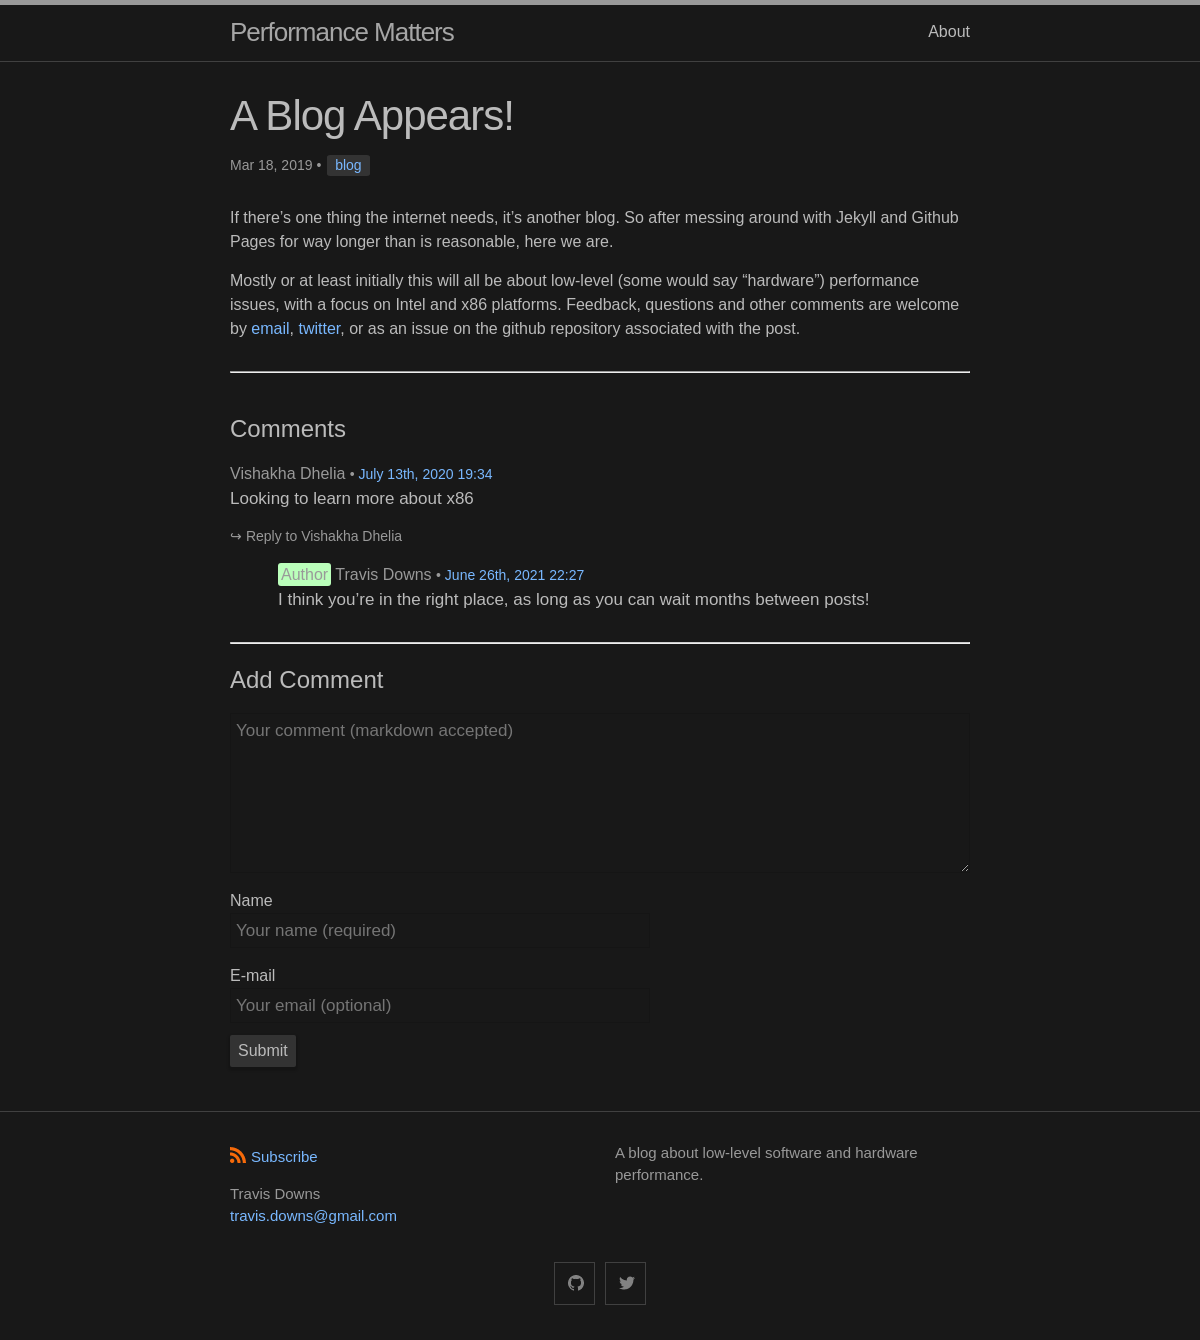 Performance Matters
About
A Blog Appears!
Mar 18, 2019 • blog
If there’s one thing the internet needs, it’s another blog. So after messing around with Jekyll and Github
Pages for way longer than is reasonable, here we are.
Mostly or at least initially this will all be about low-level (some would say “hardware”) performance
issues, with a focus on Intel and x86 platforms. Feedback, questions and other comments are welcome
by email, twitter, or as an issue on the github repository associated with the post.
Comments
Vishakha Dhelia • July 13th, 2020 19:34
Looking to learn more about x86
↪ Reply to Vishakha Dhelia
Author Travis Downs • June 26th, 2021 22:27
I think you’re in the right place, as long as you can wait months between posts!
Add Comment
Your comment (markdown accepted)
Name
Your name (required)
E-mail
Your email (optional)
Submit
Subscribe
Travis Downs
travis.downs@gmail.com
A blog about low-level software and hardware
performance.